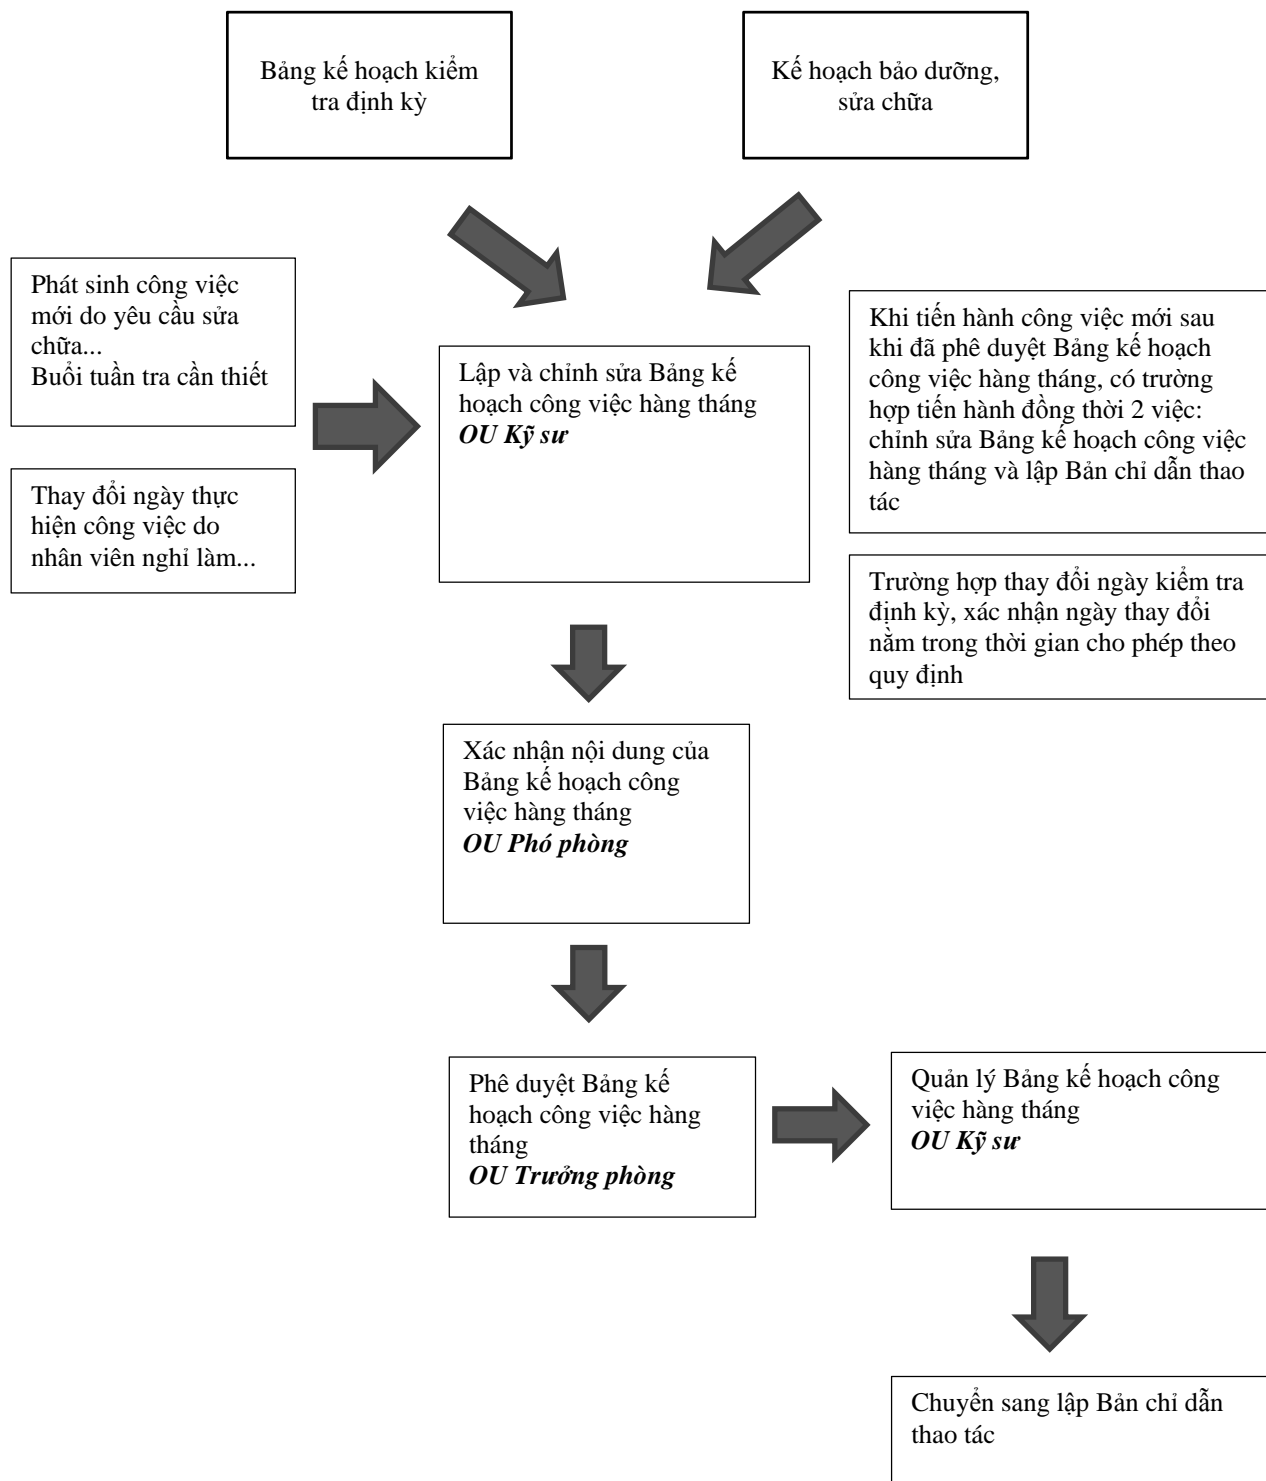 Bảng kế hoạch kiểm
tra định kỳ
Kế hoạch bảo dưỡng,
sửa chữa
Phát sinh công việc
mới do yêu cầu sửa
chữa...
Buổi tuần tra cần thiết
Thay đổi ngày thực
hiện công việc do
nhân viên nghỉ làm...
Lập và chỉnh sửa Bảng kế
hoạch công việc hàng tháng
OU Kỹ sư
Khi tiến hành công việc mới sau
khi đã phê duyệt Bảng kế hoạch
công việc hàng tháng, có trường
hợp tiến hành đồng thời 2 việc:
chỉnh sửa Bảng kế hoạch công việc
hàng tháng và lập Bản chỉ dẫn thao
tác
Trường hợp thay đổi ngày kiểm tra
định kỳ, xác nhận ngày thay đổi
nằm trong thời gian cho phép theo
quy định
Xác nhận nội dung của
Bảng kế hoạch công
việc hàng tháng
OU Phó phòng
Phê duyệt Bảng kế
hoạch công việc hàng
tháng
OU Trưởng phòng
Quản lý Bảng kế hoạch công
việc hàng tháng
OU Kỹ sư
Chuyển sang lập Bản chỉ dẫn
thao tác